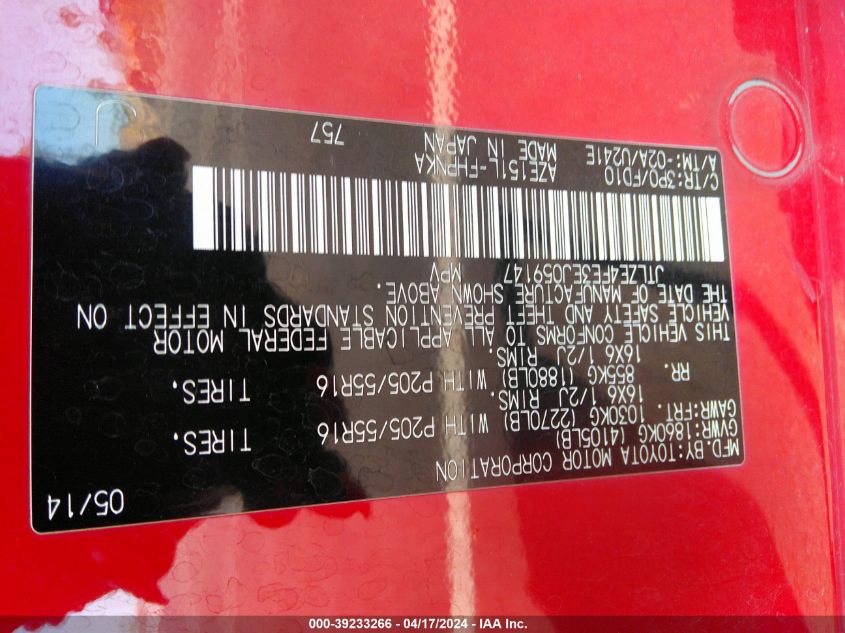 MFD.BY:TOYOTA MOTOR CORPORATION 05/14
GVWR:1860KG (4105LB)
GAWR:FRT. 1030KG (2270LB) WITH P205/55R16 TIRES.
16X6 1/2J RIMS.
RR. 855KG (1880LB) WITH P205/55R16 TIRES.
16X6 1/2J RIMS.
THIS VEHICLE CONFORMS TO ALL APPLICABLE FEDERAL MOTOR
VEHICLE SAFETY AND THEFT PREVENTION STANDARDS IN EFFECT ON
THE DATE OF MANUFACTURE SHOWN ABOVE.
JTLZE4FE3EJ059147 MPV
C/TR:3P0/FD10 AZE151L-FHPNKA
A/TM:-02A/U241E MADE IN JAPAN 757
J
000-39233266 - 04/17/2024 - IAA Inc.